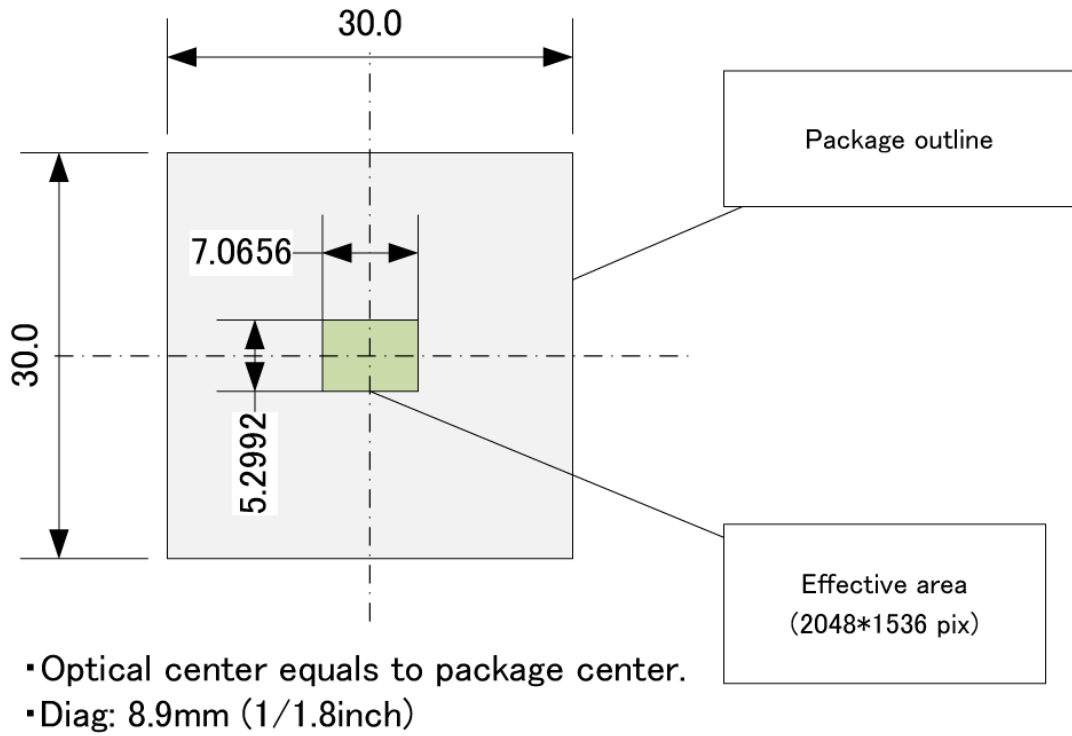 30.0
Package outline
7.0656
30.0
5.2992
Effective area
(2048*1536 pix)
・Optical center equals to package center.
・Diag: 8.9mm (1/1.8inch)